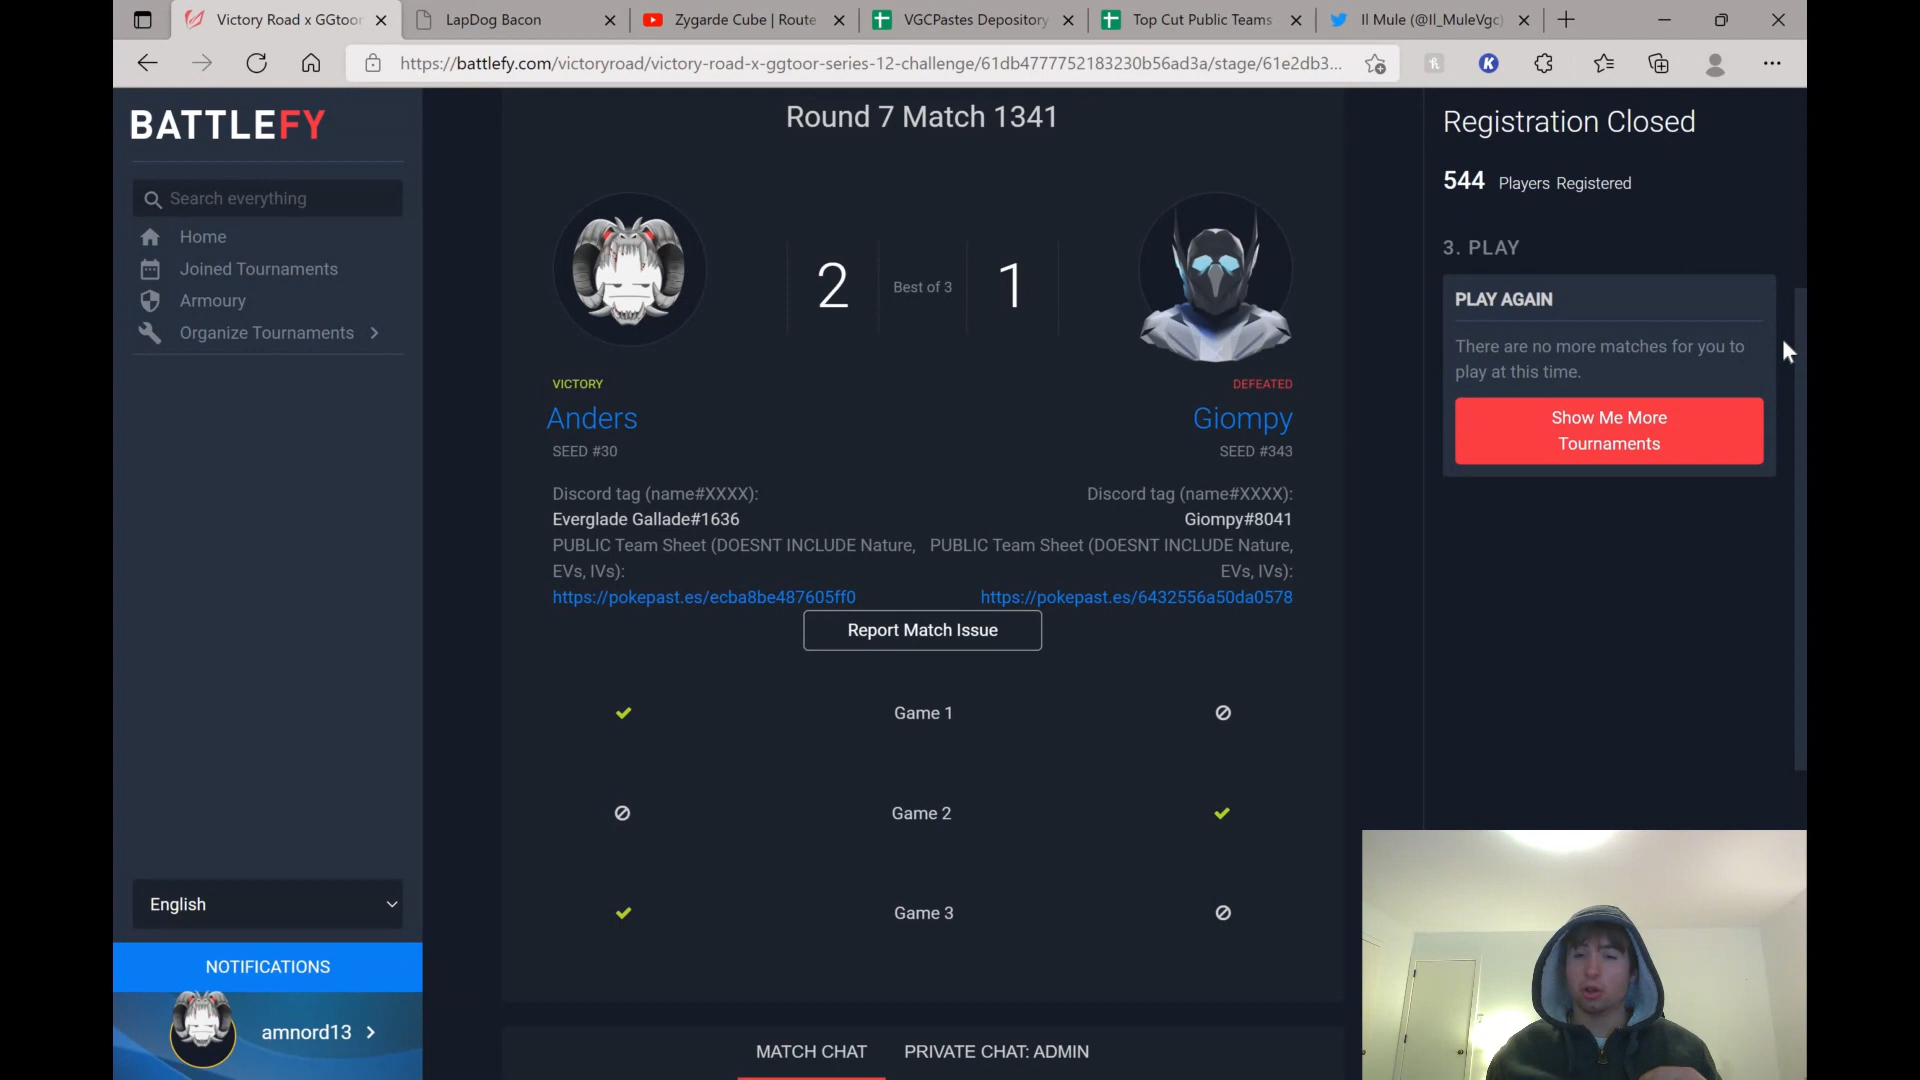 Victory Road x GGtoor
LapDog Bacon
Zygarde Cube | Route
VGCPastes Depository
Top Cut Public Teams
Il Mule (@Il_MuleVgc)
https://battlefy.com/victoryroad/victory-road-x-ggtoor-series-12-challenge/61db4777752183230b56ad3a/stage/61e2db3...
BATTLEFY
Search everything
Home
Joined Tournaments
Armoury
Organize Tournaments
English
NOTIFICATIONS
amnord13
Round 7 Match 1341
2
Best of 3
1
VICTORY
DEFEATED
Anders
Giompy
SEED #30
SEED #343
Discord tag (name#XXXX):
Discord tag (name#XXXX):
Everglade Gallade#1636
Giompy#8041
PUBLIC Team Sheet (DOESNT INCLUDE Nature,
EVs, IVs):
PUBLIC Team Sheet (DOESNT INCLUDE Nature,
EVs, IVs):
https://pokepast.es/ecba8be487605ff0
https://pokepast.es/6432556a50da0578
Report Match Issue
Game 1
Game 2
Game 3
MATCH CHAT
PRIVATE CHAT: ADMIN
Registration Closed
544 Players Registered
3. PLAY
PLAY AGAIN
There are no more matches for you to
play at this time.
Show Me More
Tournaments